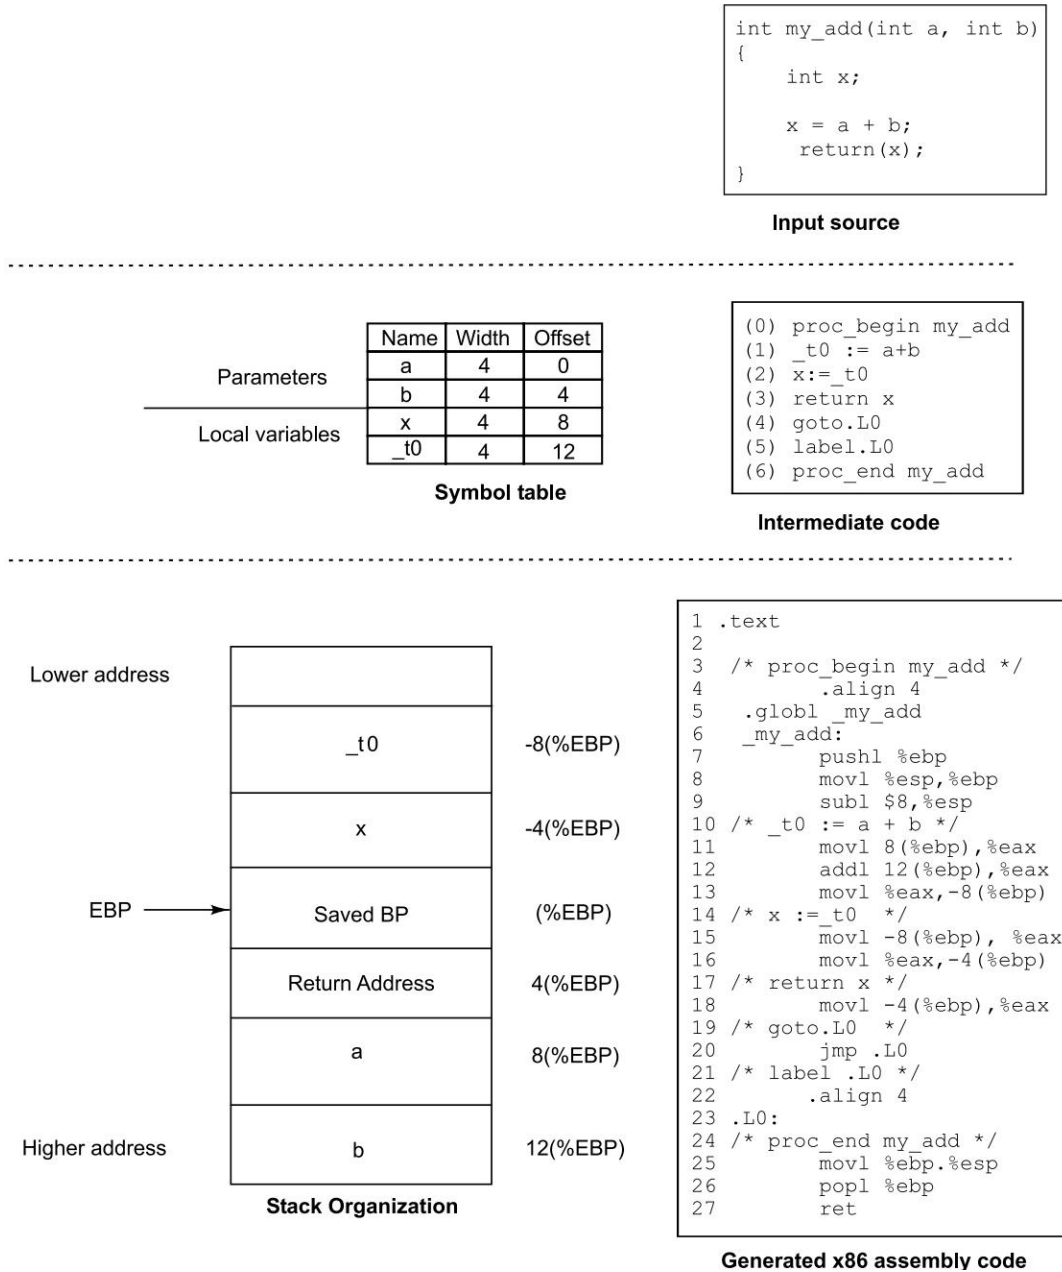 int my_add(int a, int b)
{
int x;
x = a + b;
return(x);
}
Input source
Name Width Offset
a 4 0
b 4 4
x 4 8
_t0 4 12
Parameters
Local variables
Symbol table
(0) proc_begin my_add
(1) _t0 := a+b
(2) x:=_t0
(3) return x
(4) goto.L0
(5) label.L0
(6) proc_end my_add
Intermediate code
Lower address
_t0 -8(%EBP)
x -4(%EBP)
EBP Saved BP (%EBP)
Return Address 4(%EBP)
a 8(%EBP)
Higher address b 12(%EBP)
Stack Organization
1 .text
2
3 /* proc_begin my_add */
4 .align 4
5 .globl _my_add
6 _my_add:
7 pushl %ebp
8 movl %esp,%ebp
9 subl $8,%esp
10 /* _t0 := a + b */
11 movl 8(%ebp),%eax
12 addl 12(%ebp),%eax
13 movl %eax,-8(%ebp)
14 /* x :=_t0 */
15 movl -8(%ebp), %eax
16 movl %eax,-4(%ebp)
17 /* return x */
18 movl -4(%ebp),%eax
19 /* goto.L0 */
20 jmp .L0
21 /* label .L0 */
22 .align 4
23 .L0:
24 /* proc_end my_add */
25 movl %ebp.%esp
26 popl %ebp
27 ret
Generated x86 assembly code